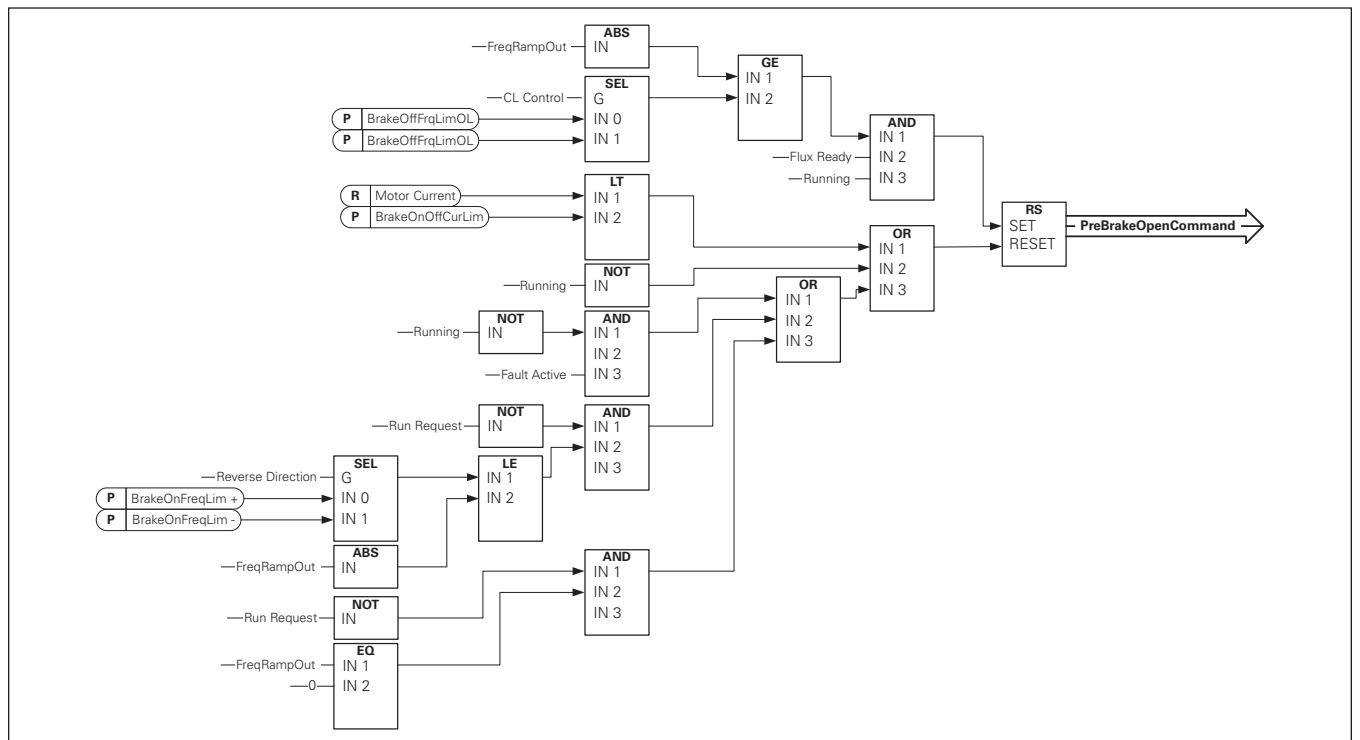 ABS
FreqRampOut
IN
GE
IN 1
IN 2
SEL
CL Control
G
P BrakeOffFrqLimOL
IN 0
P BrakeOffFrqLimOL
IN 1
AND
IN 1
Flux Ready
IN 2
Running
IN 3
LT
R Motor Current
IN 1
P BrakeOnOffCurLim
IN 2
RS
SET
RESET
PreBrakeOpenCommand
OR
IN 1
IN 2
IN 3
NOT
Running
IN
OR
IN 1
IN 2
IN 3
NOT
Running
IN
AND
IN 1
IN 2
Fault Active
IN 3
NOT
Run Request
IN
AND
IN 1
IN 2
IN 3
SEL
Reverse Direction
G
P BrakeOnFreqLim +
IN 0
P BrakeOnFreqLim -
IN 1
LE
IN 1
IN 2
ABS
FreqRampOut
IN
AND
IN 1
IN 2
IN 3
NOT
Run Request
IN
EQ
FreqRampOut
IN 1
0
IN 2